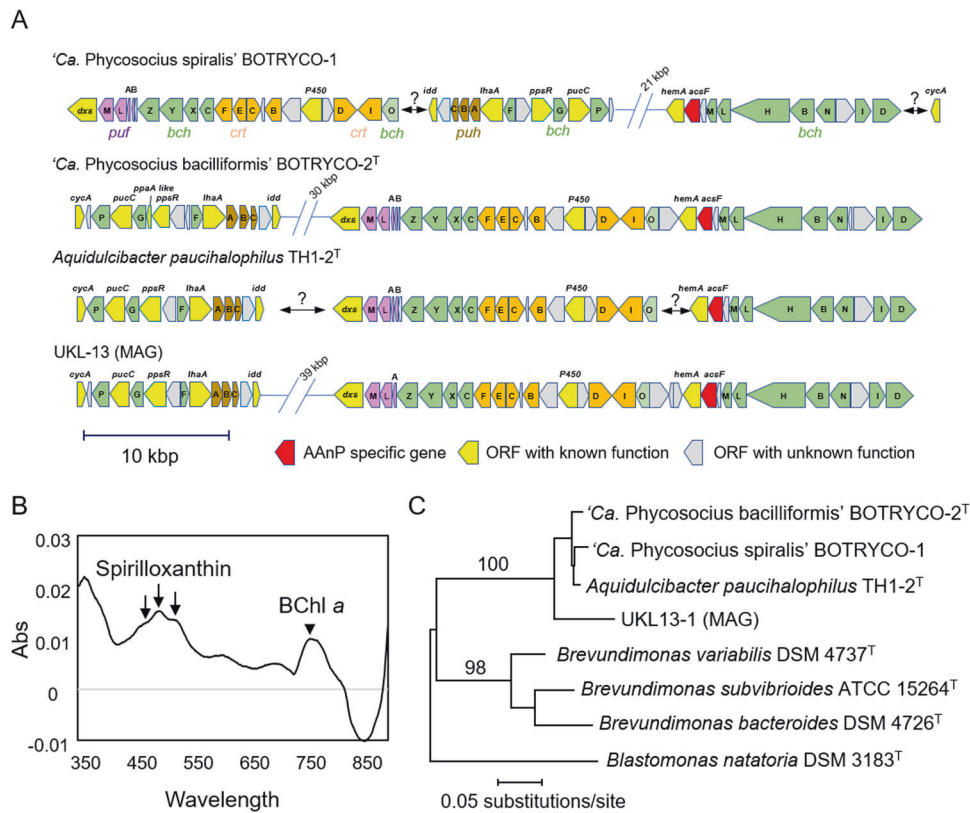 A
‘Ca. Phycosocius spiralis’ BOTRYCO-1
dxs M L AB Z Y X C F E C B P450 D I O ? idd C B A lhaA F ppsR G pucC P 21 kbp hemA acsF M L H B N I D ? cycA
puf bch crt crt bch puh bch bch
‘Ca. Phycosocius bacilliformis’ BOTRYCO-2T
cycA P pucC G ppaA like ppsR F lhaA A B C idd 30 kbp dxs M L AB Z Y X C F E C B P450 D I O hemA acsF M L H B N I D
Aquidulcibacter paucihalophilus TH1-2T
cycA P pucC G ppsR F lhaA A B C idd ? dxs M L AB Z Y X C F E C B P450 D I O ? hemA acsF M L H B N I D
UKL-13 (MAG)
cycA P pucC G ppsR F lhaA A B C idd 39 kbp dxs M L A Z Y X C F E C B P450 D I O hemA acsF M L H B N I D
10 kbp
AAnP specific gene
ORF with known function
ORF with unknown function
B
0.03
0.02
0.01
0
-0.01
Abs
Spirilloxanthin
BChl a
350 450 550 650 750 850
Wavelength
C
‘Ca. Phycosocius bacilliformis’ BOTRYCO-2T
‘Ca. Phycosocius spiralis’ BOTRYCO-1
100
Aquidulcibacter paucihalophilus TH1-2T
UKL13-1 (MAG)
98
Brevundimonas variabilis DSM 4737T
Brevundimonas subvibrioides ATCC 15264T
Brevundimonas bacteroides DSM 4726T
Blastomonas natatoria DSM 3183T
0.05 substitutions/site